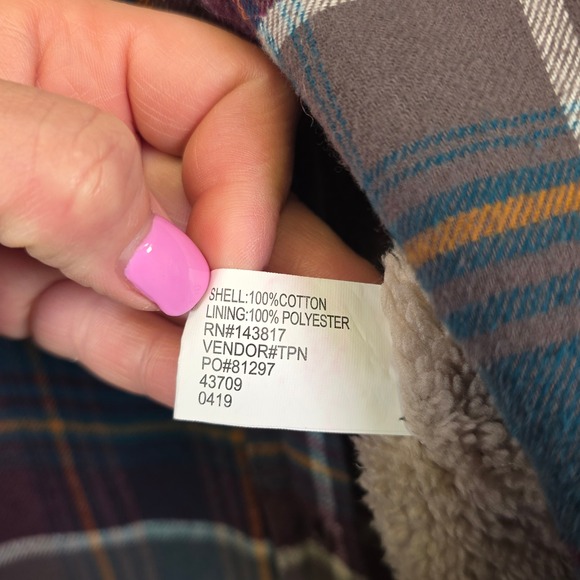 SHELL:100%COTTON
LINING:100% POLYESTER
RN#143817
VENDOR#TPN
PO#81297
43709
0419